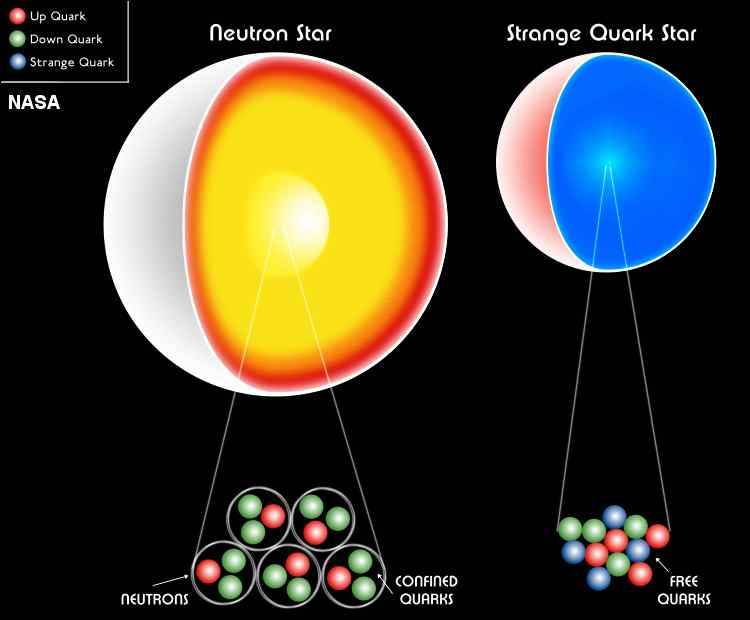 Up Quark
Down Quark
Strange Quark
NASA
Neutron Star
Strange Quark Star
NEUTRONS
CONFINED
QUARKS
FREE
QUARKS